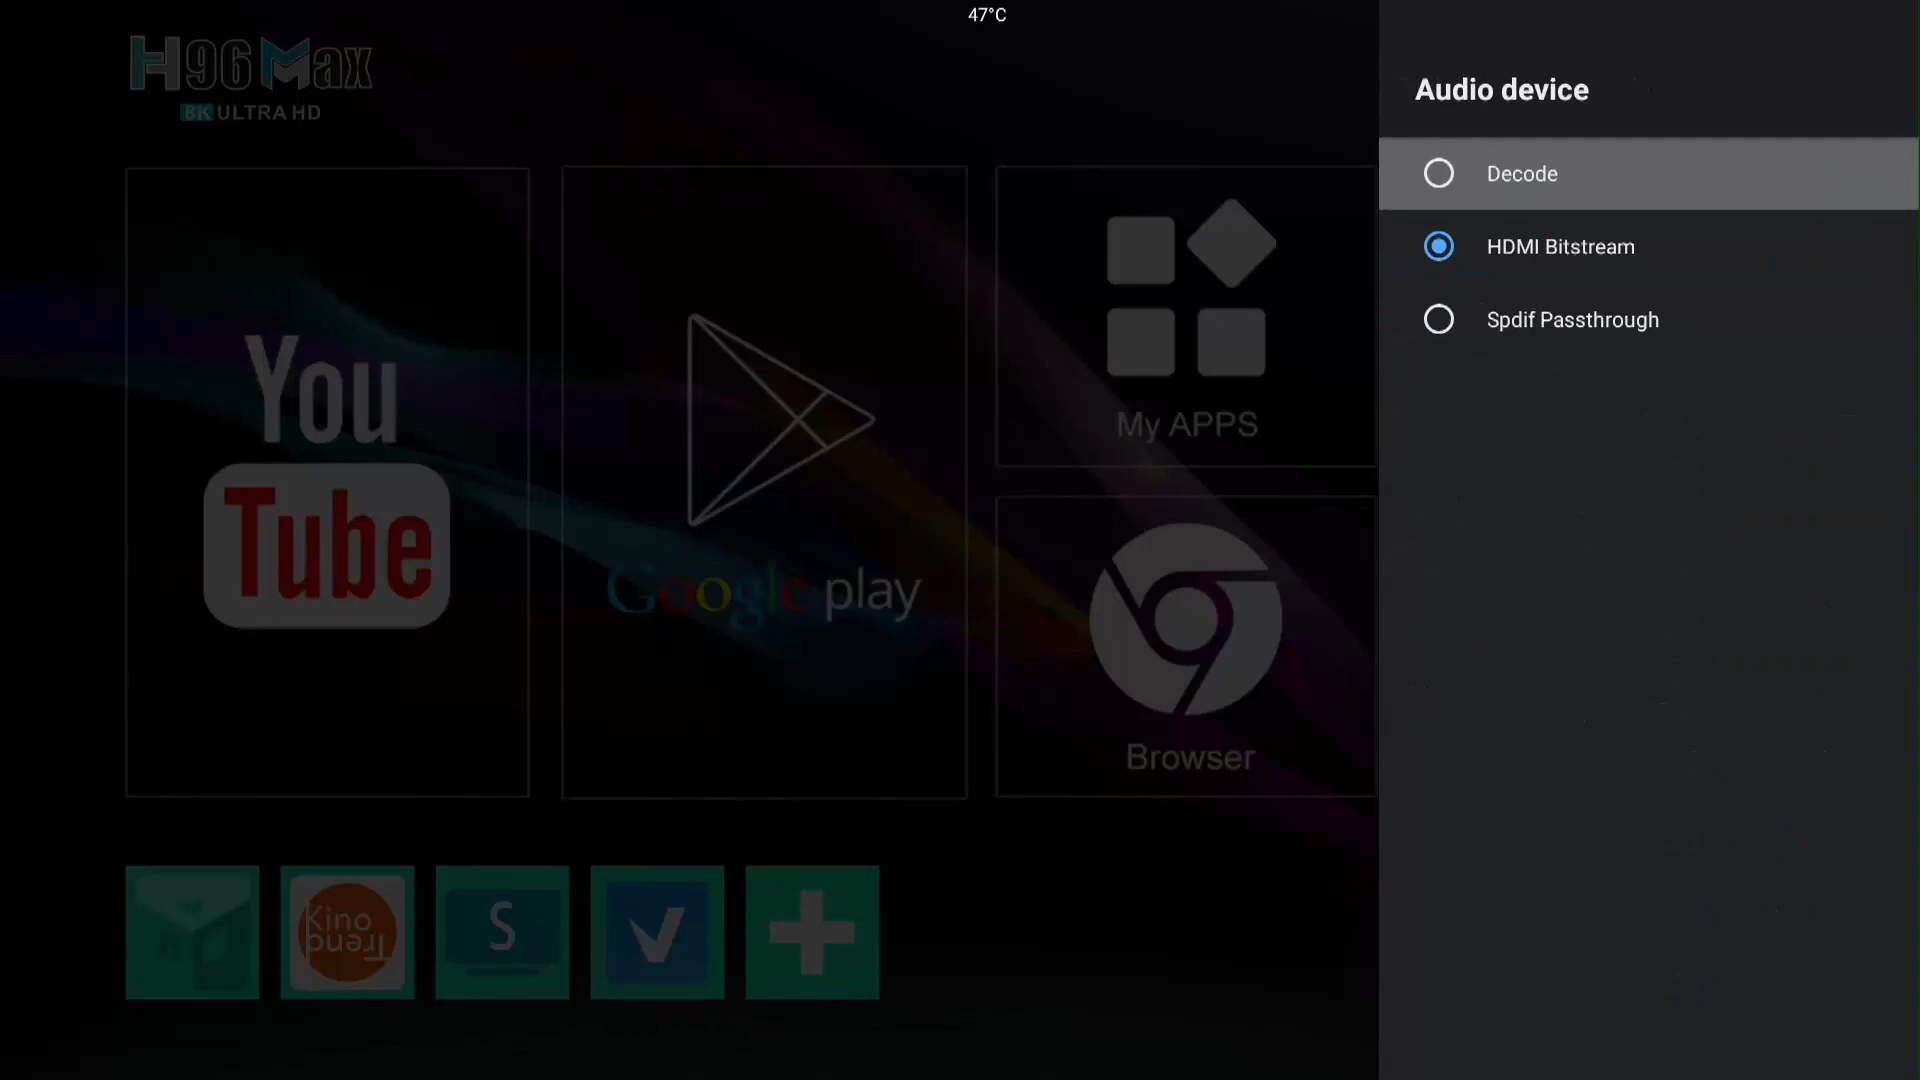 47°C
H96 Max
8K ULTRA HD
Audio device
Decode
HDMI Bitstream
Spdif Passthrough
You
Tube
Google play
My APPS
Browser
Kino
Trend
S